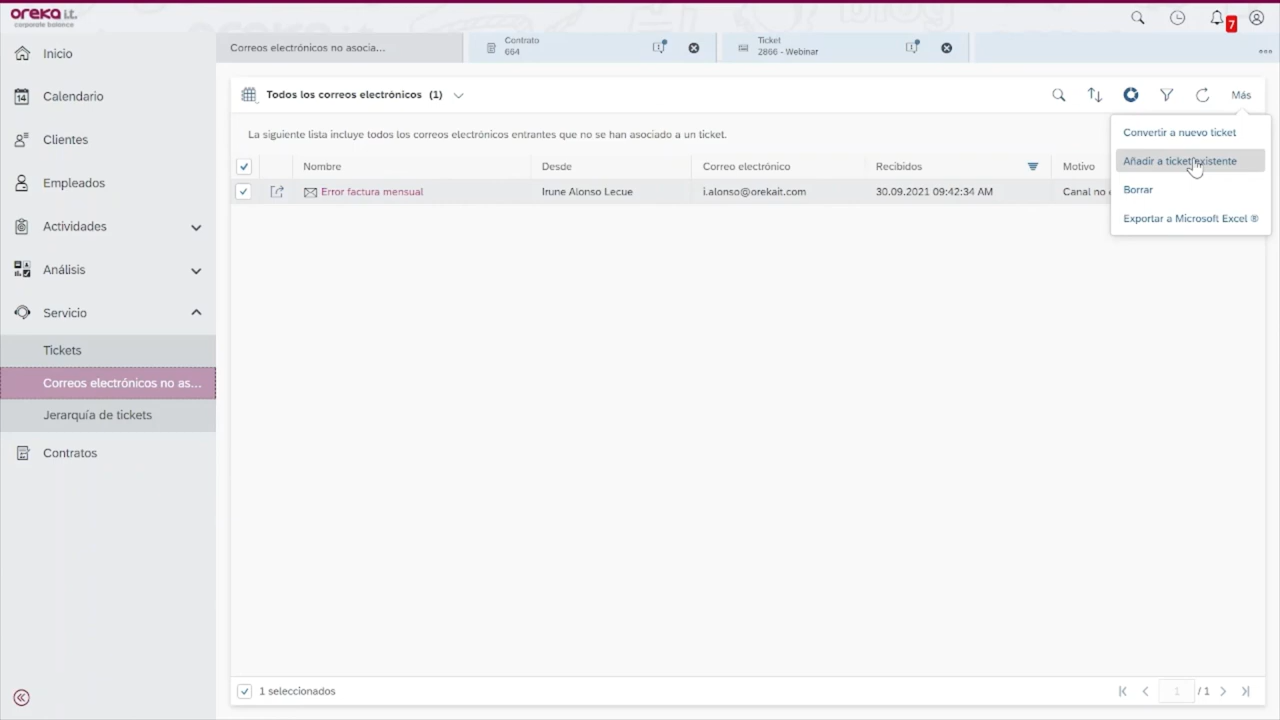 oreka i.t.
corporate balance
7
Inicio
Calendario
14
Clientes
Empleados
Actividades
Análisis
Servicio
Tickets
Correos electrónicos no as...
Jerarquía de tickets
Contratos
Correos electrónicos no asocia...
Contrato
664
Ticket
2866 - Webinar
Todos los correos electrónicos (1)
Más
La siguiente lista incluye todos los correos electrónicos entrantes que no se han asociado a un ticket.
Nombre Desde Correo electrónico Recibidos Motivo
Error factura mensual Irune Alonso Lecue i.alonso@orekait.com 30.09.2021 09:42:34 AM Canal no
Convertir a nuevo ticket
Añadir a ticket existente
Borrar
Exportar a Microsoft Excel ®
1 seleccionados
1 / 1